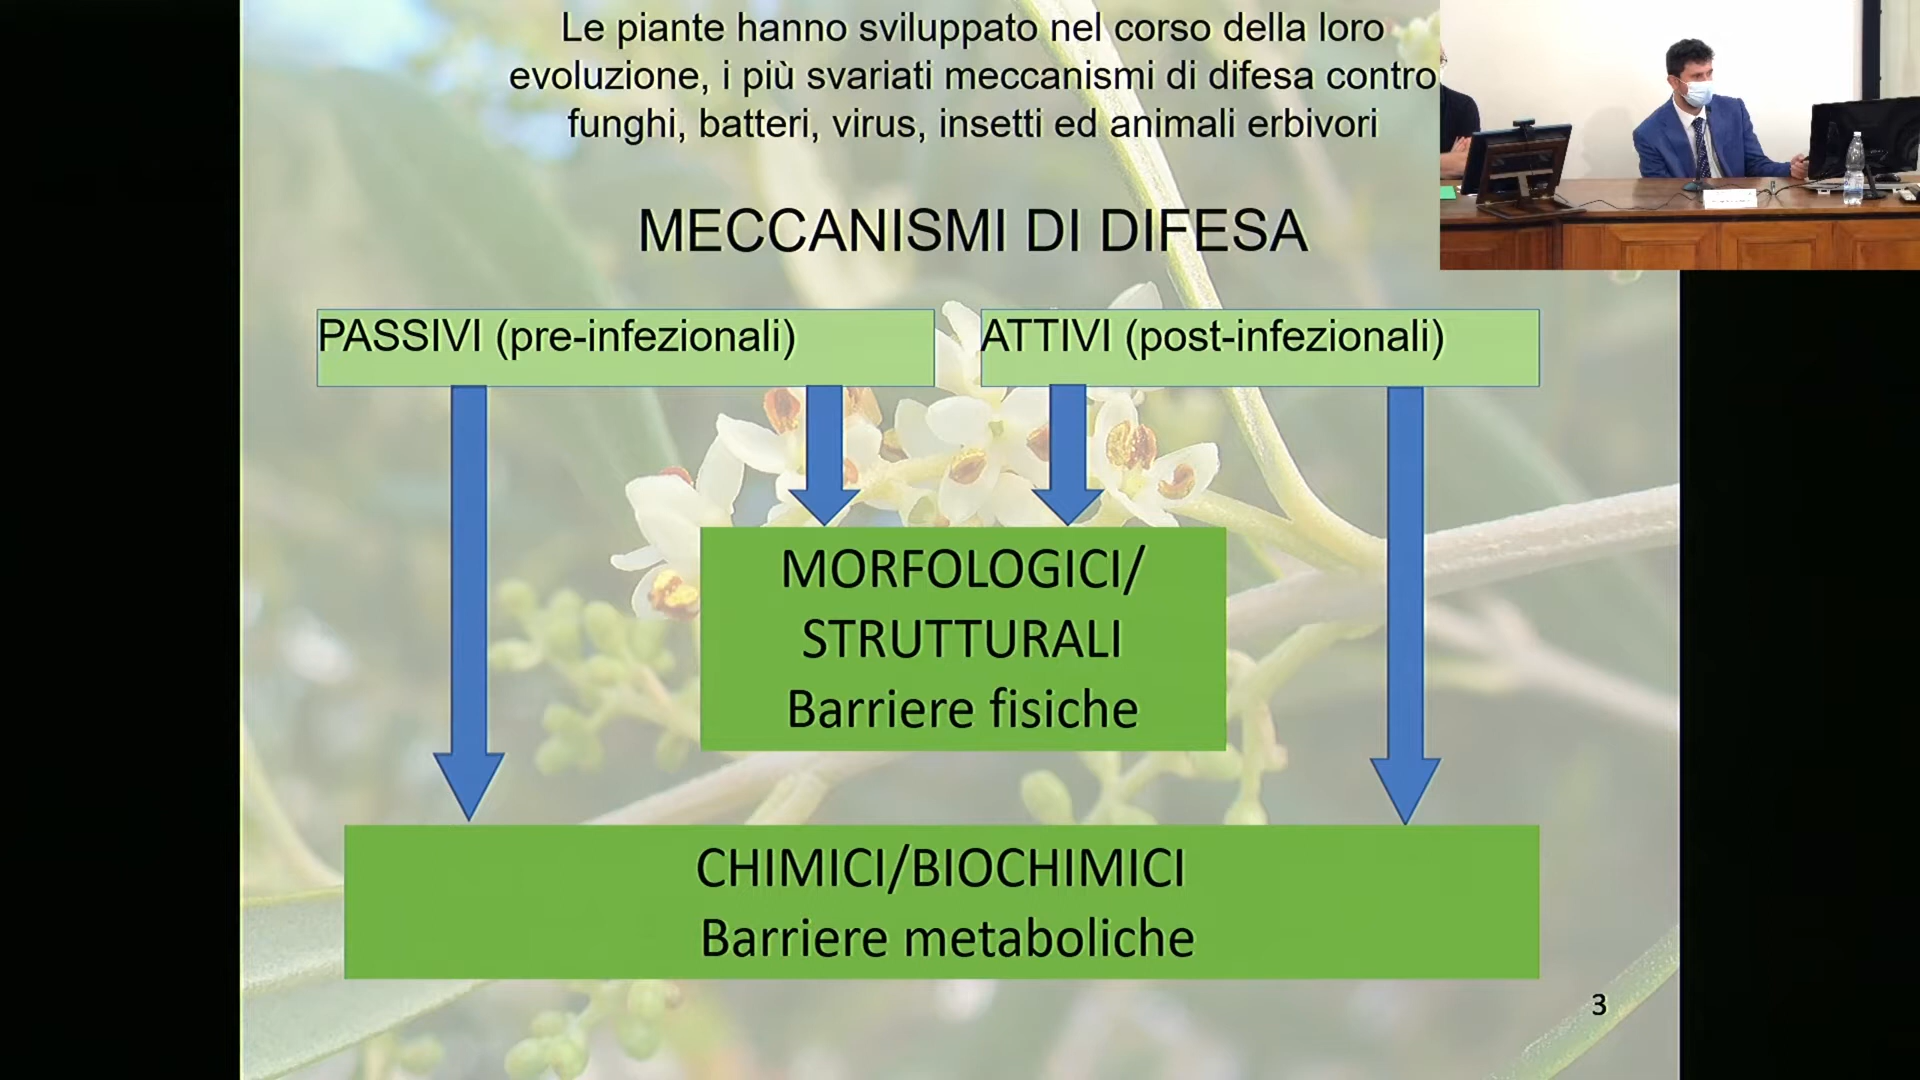 Le piante hanno sviluppato nel corso della loro
evoluzione, i più svariati meccanismi di difesa contro
funghi, batteri, virus, insetti ed animali erbivori
MECCANISMI DI DIFESA
PASSIVI (pre-infezionali)
ATTIVI (post-infezionali)
MORFOLOGICI/
STRUTTURALI
Barriere fisiche
CHIMICI/BIOCHIMICI
Barriere metaboliche
3